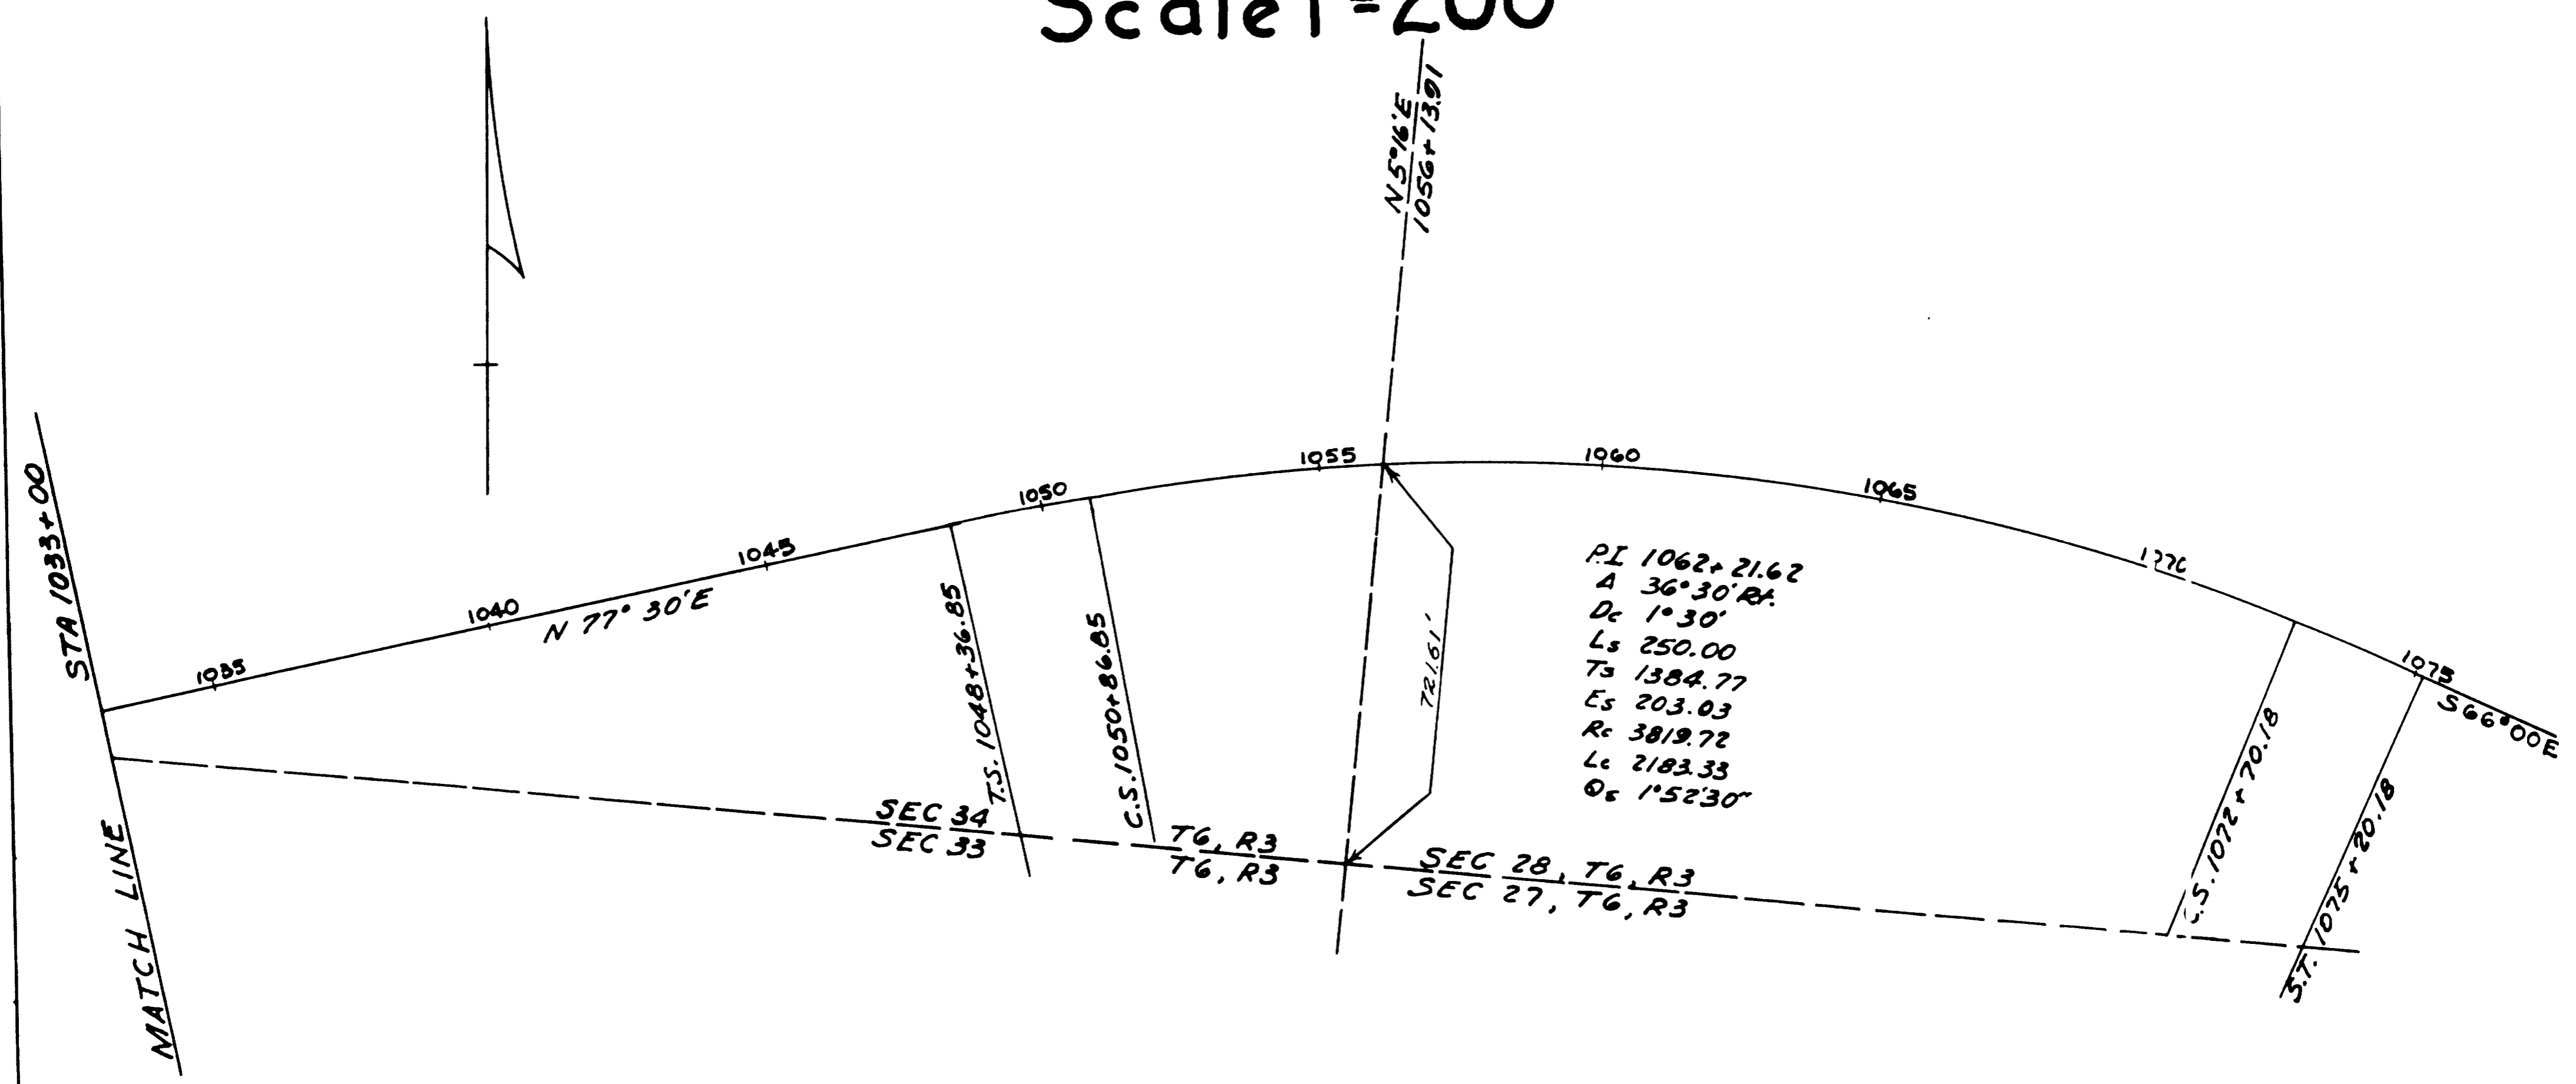 Scale 1"=200'
N 5°16'E
1056+13.91
STA 1033+00
MATCH LINE
1035
1040
1045
1050
1055
1060
1065
1075
N 77° 30'E
T.S. 1048+36.85
C.S. 1050+86.85
721.61'
P.I 1062+21.62
Δ 36°30' Rt.
Dc 1°30'
Ls 250.00
Ts 1384.77
Es 203.03
Rc 3819.72
Lc 2183.33
Θs 1°52'30"
S 66°00 E
C.S. 1072+70.18
S.T. 1075+20.18
SEC 34
SEC 33
T6, R3
T6, R3
SEC 28, T6, R3
SEC 27, T6, R3